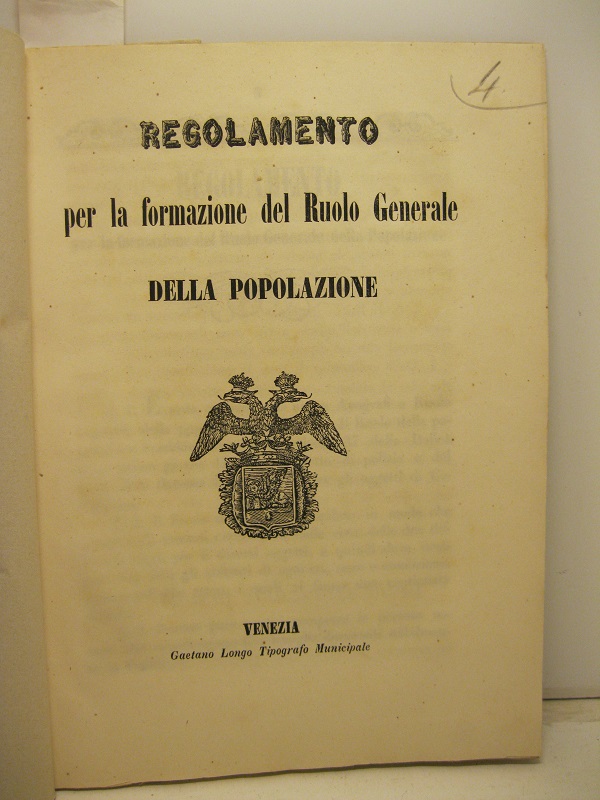 4
REGOLAMENTO
per la formazione del Ruolo Generale
DELLA POPOLAZIONE
VENEZIA
Gaetano Longo Tipografo Municipale